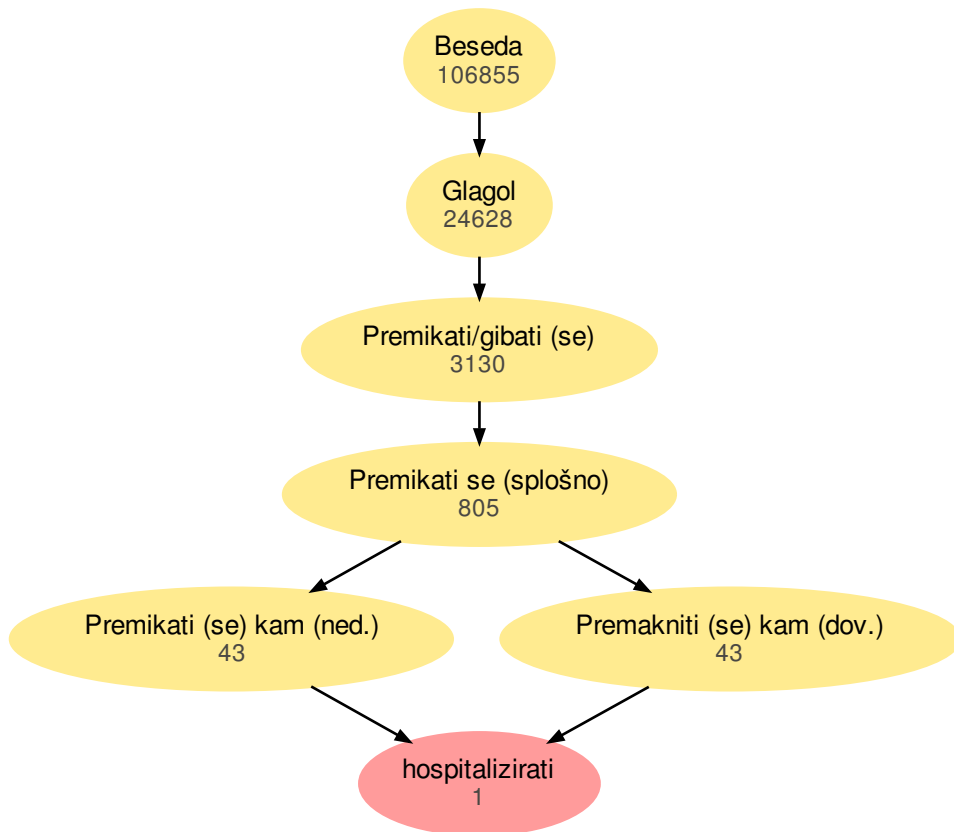 Beseda
106855
Glagol
24628
Premikati/gibati (se)
3130
Premikati se (splošno)
805
Premikati (se) kam (ned.)
43
Premakniti (se) kam (dov.)
43
hospitalizirati
1